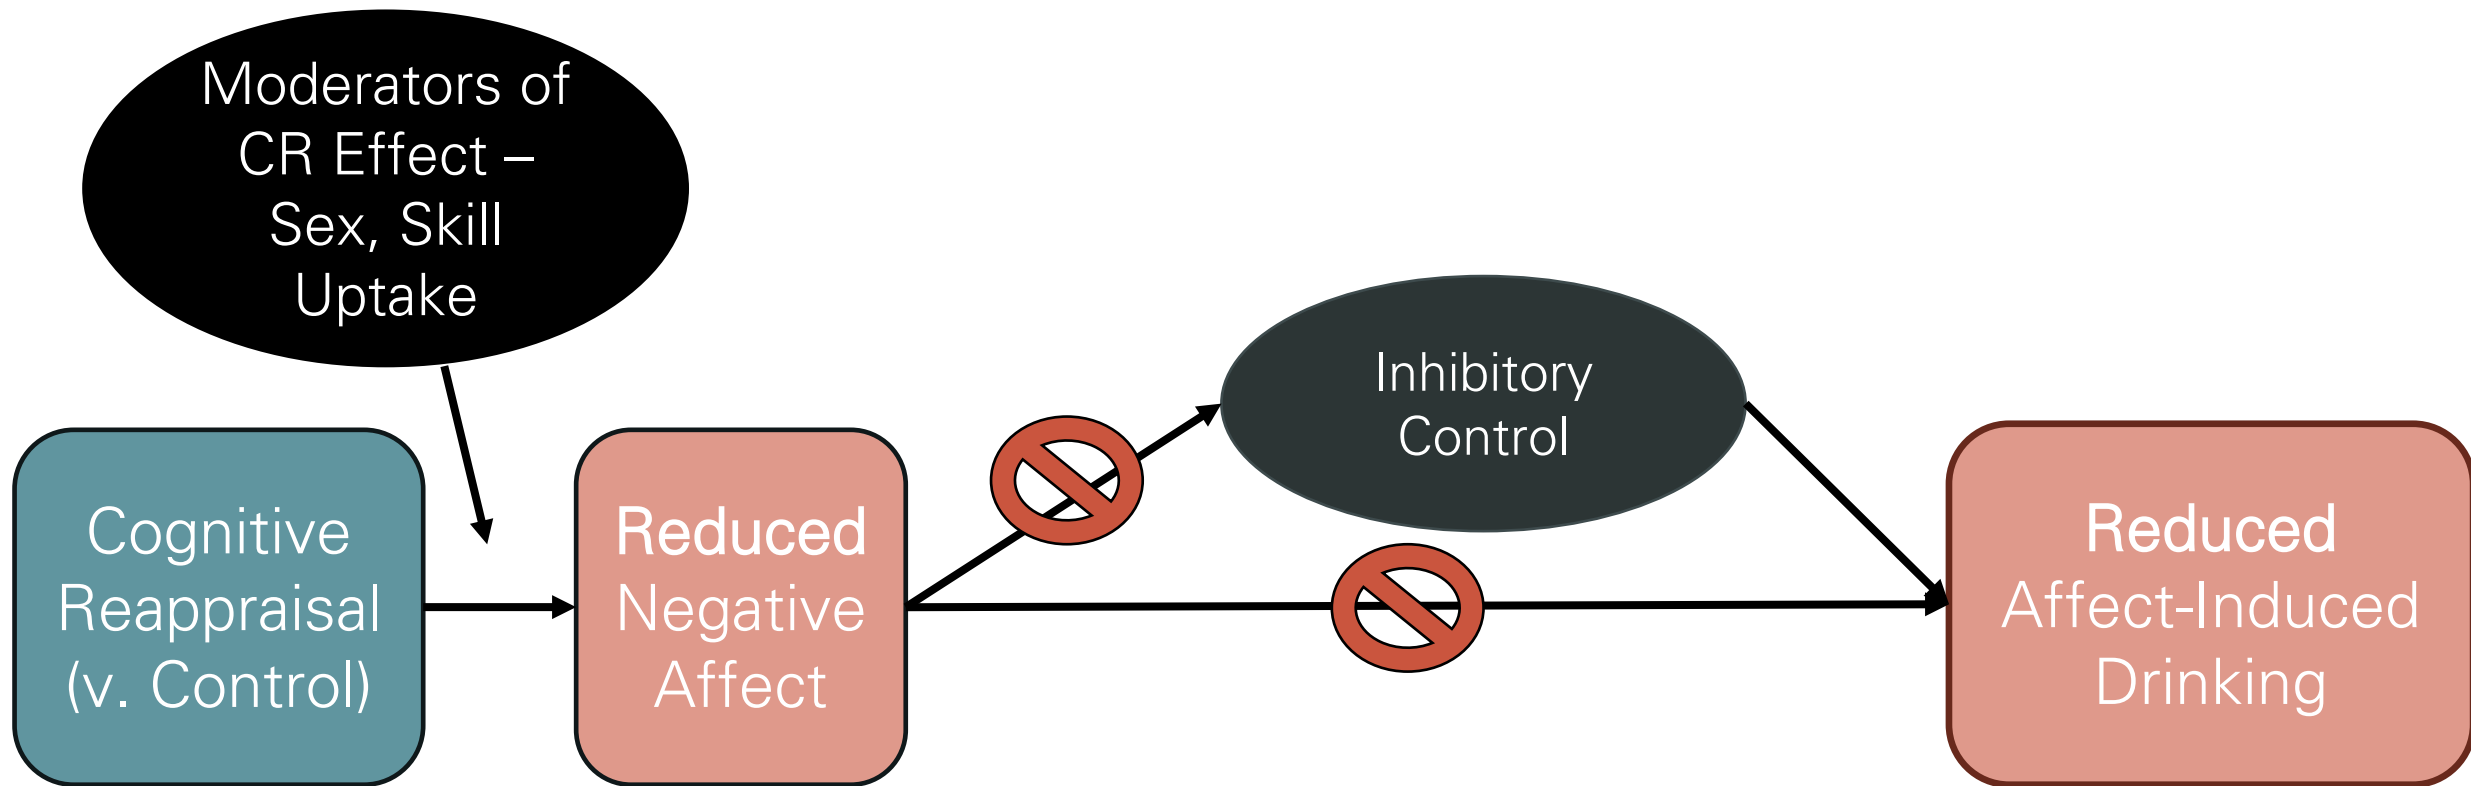 Moderators of
CR Effect –
Sex, Skill
Uptake
Inhibitory
Control
Cognitive
Reappraisal
(v. Control)
Reduced
Negative
Affect
Reduced
Affect-Induced
Drinking